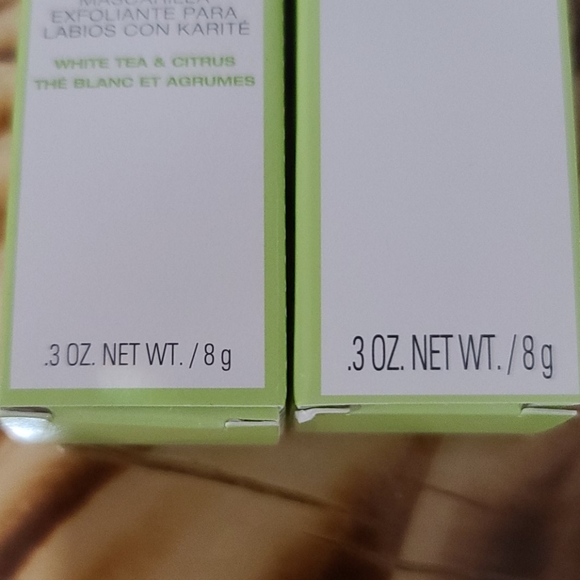 MASCARILLA
EXFOLIANTE PARA
LABIOS CON KARITÉ
WHITE TEA & CITRUS
THÉ BLANC ET AGRUMES
.3 OZ. NET WT. / 8 g
.3 OZ. NET WT. / 8 g